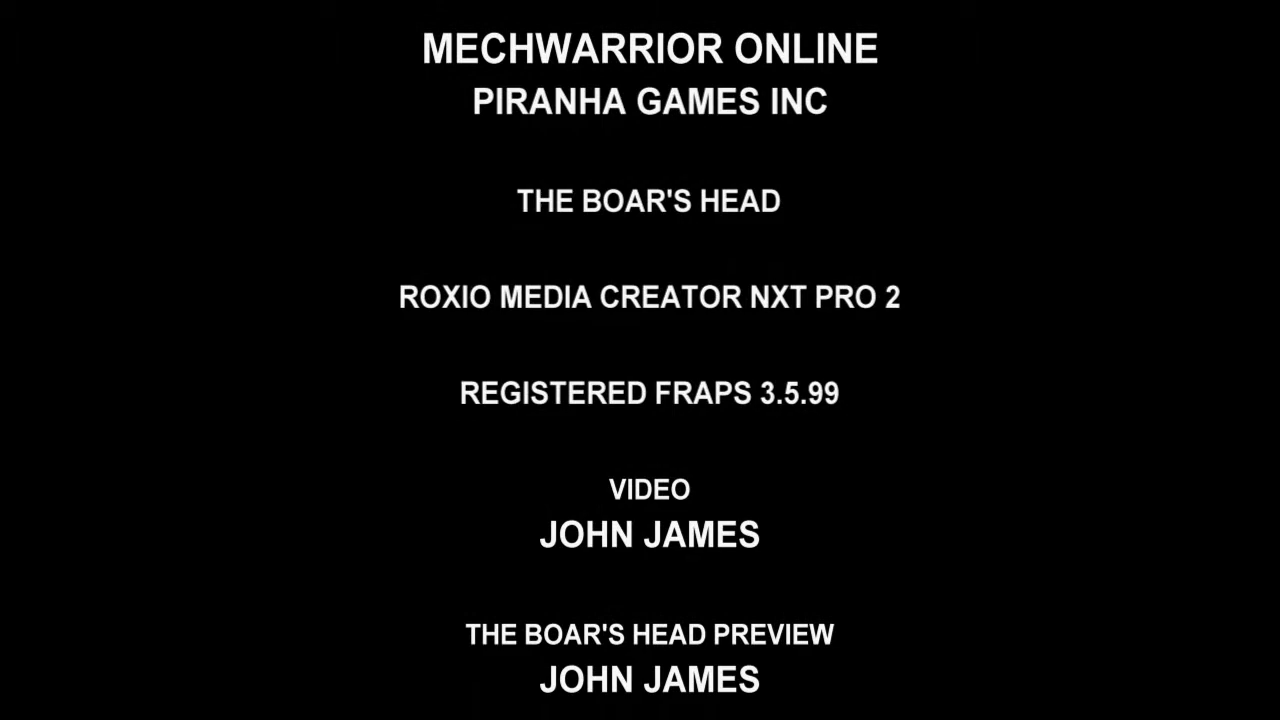 MECHWARRIOR ONLINE
PIRANHA GAMES INC
THE BOAR'S HEAD
ROXIO MEDIA CREATOR NXT PRO 2
REGISTERED FRAPS 3.5.99
VIDEO
JOHN JAMES
THE BOAR'S HEAD PREVIEW
JOHN JAMES